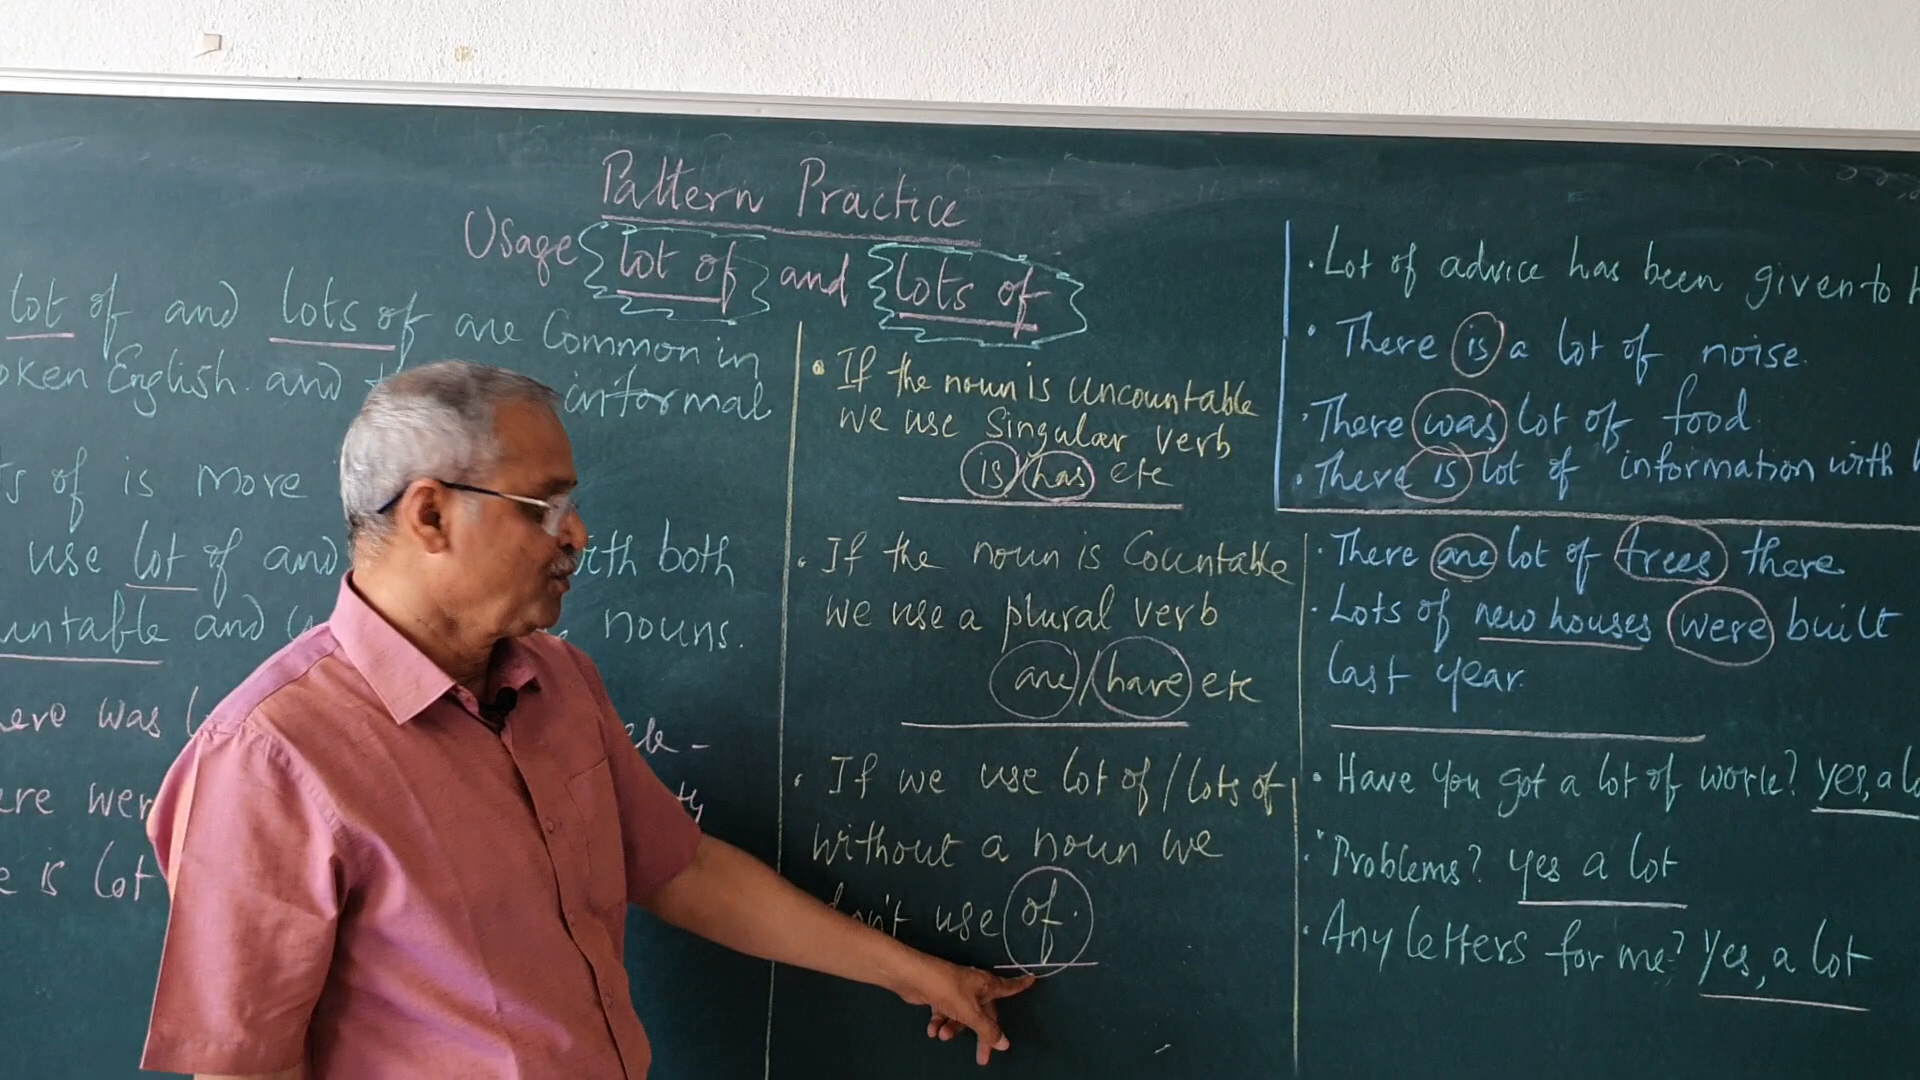 Pattern Practice
Usage lot of and lots of
lot of and lots of are Common in
English. and informal
of is more
use lot of and with both
and nouns.
was
is lot
• If the noun is uncountable
we use Singular verb
is/has etc
• If the noun is Countable
we use a plural verb
are/have etc
• If we use lot of/lots of
without a noun we
don't use of.
• Lot of advice has been given to
• There is a lot of noise.
• There was lot of food.
• There is lot of information with
• There are lot of trees there
• Lots of new houses were built
last year.
• Have you got a lot of work? yes, a
• Problems? yes a lot
• Any letters for me? Yes, a lot